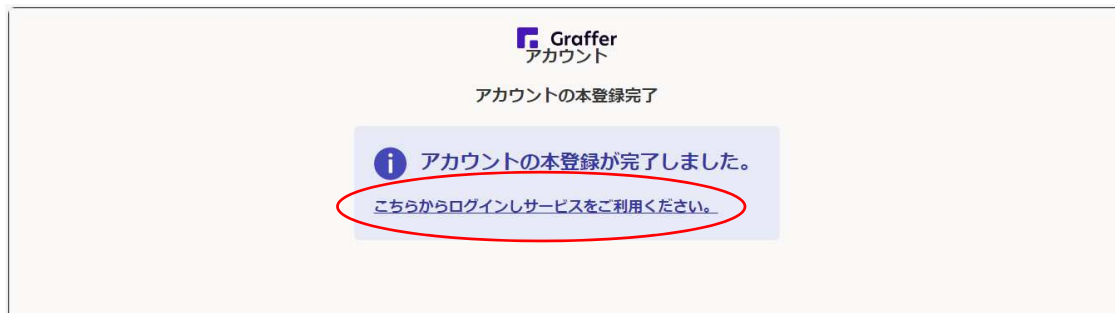 Graffer
アカウント
アカウントの本登録完了
アカウントの本登録が完了しました。
こちらからログインしサービスをご利用ください。